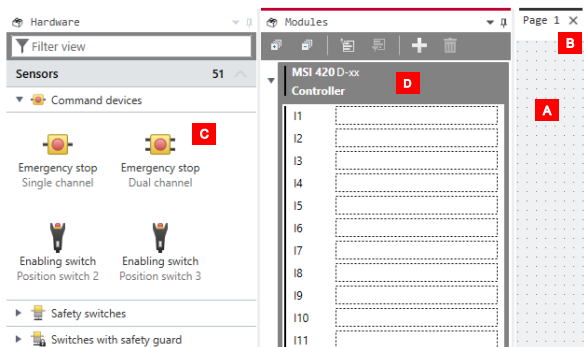 Hardware
Filter view
Sensors 51
Command devices
C
Emergency stop
Single channel
Emergency stop
Dual channel
Enabling switch
Position switch 2
Enabling switch
Position switch 3
Safety switches
Switches with safety guard
Modules
MSI 420 D-xx
Controller
D
I1
I2
I3
I4
I5
I6
I7
I8
I9
I10
I11
Page 1
B
A